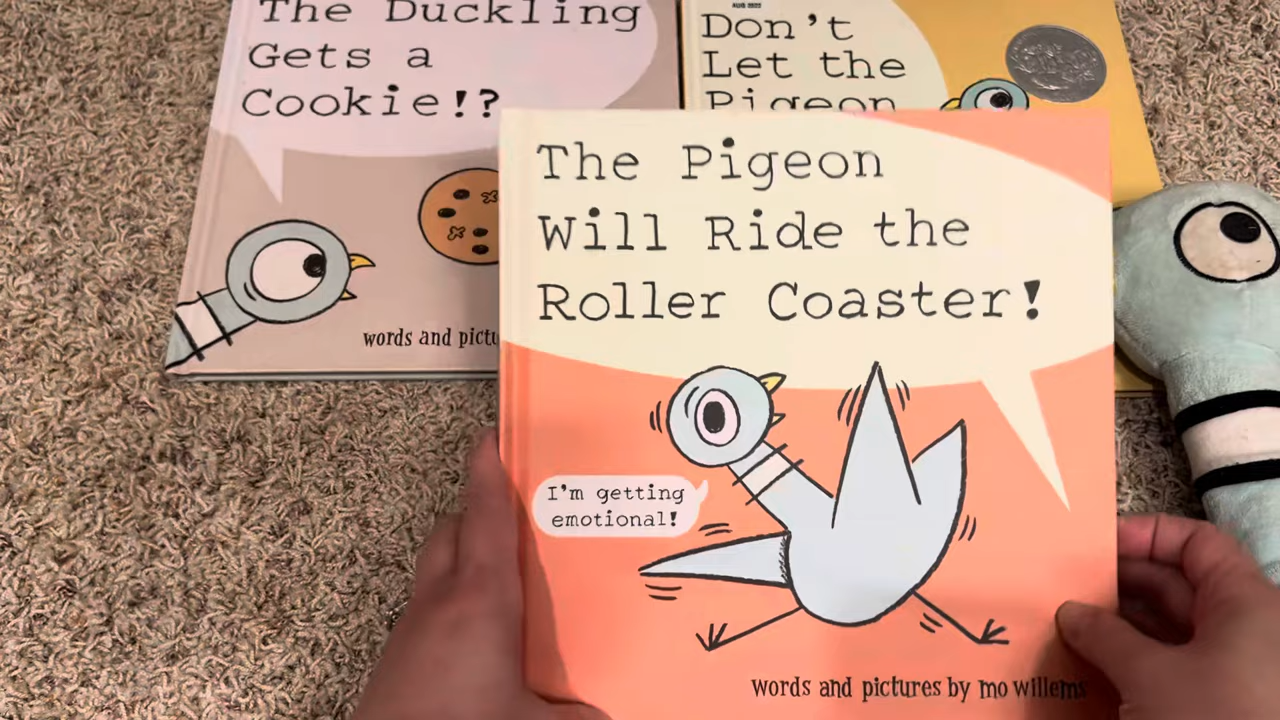 The Duckling
Gets a
Cookie!?
words and
Don't
Let the
Pigeon
The Pigeon
Will Ride the
Roller Coaster!
I'm getting
emotional!
words and pictures by mo willems